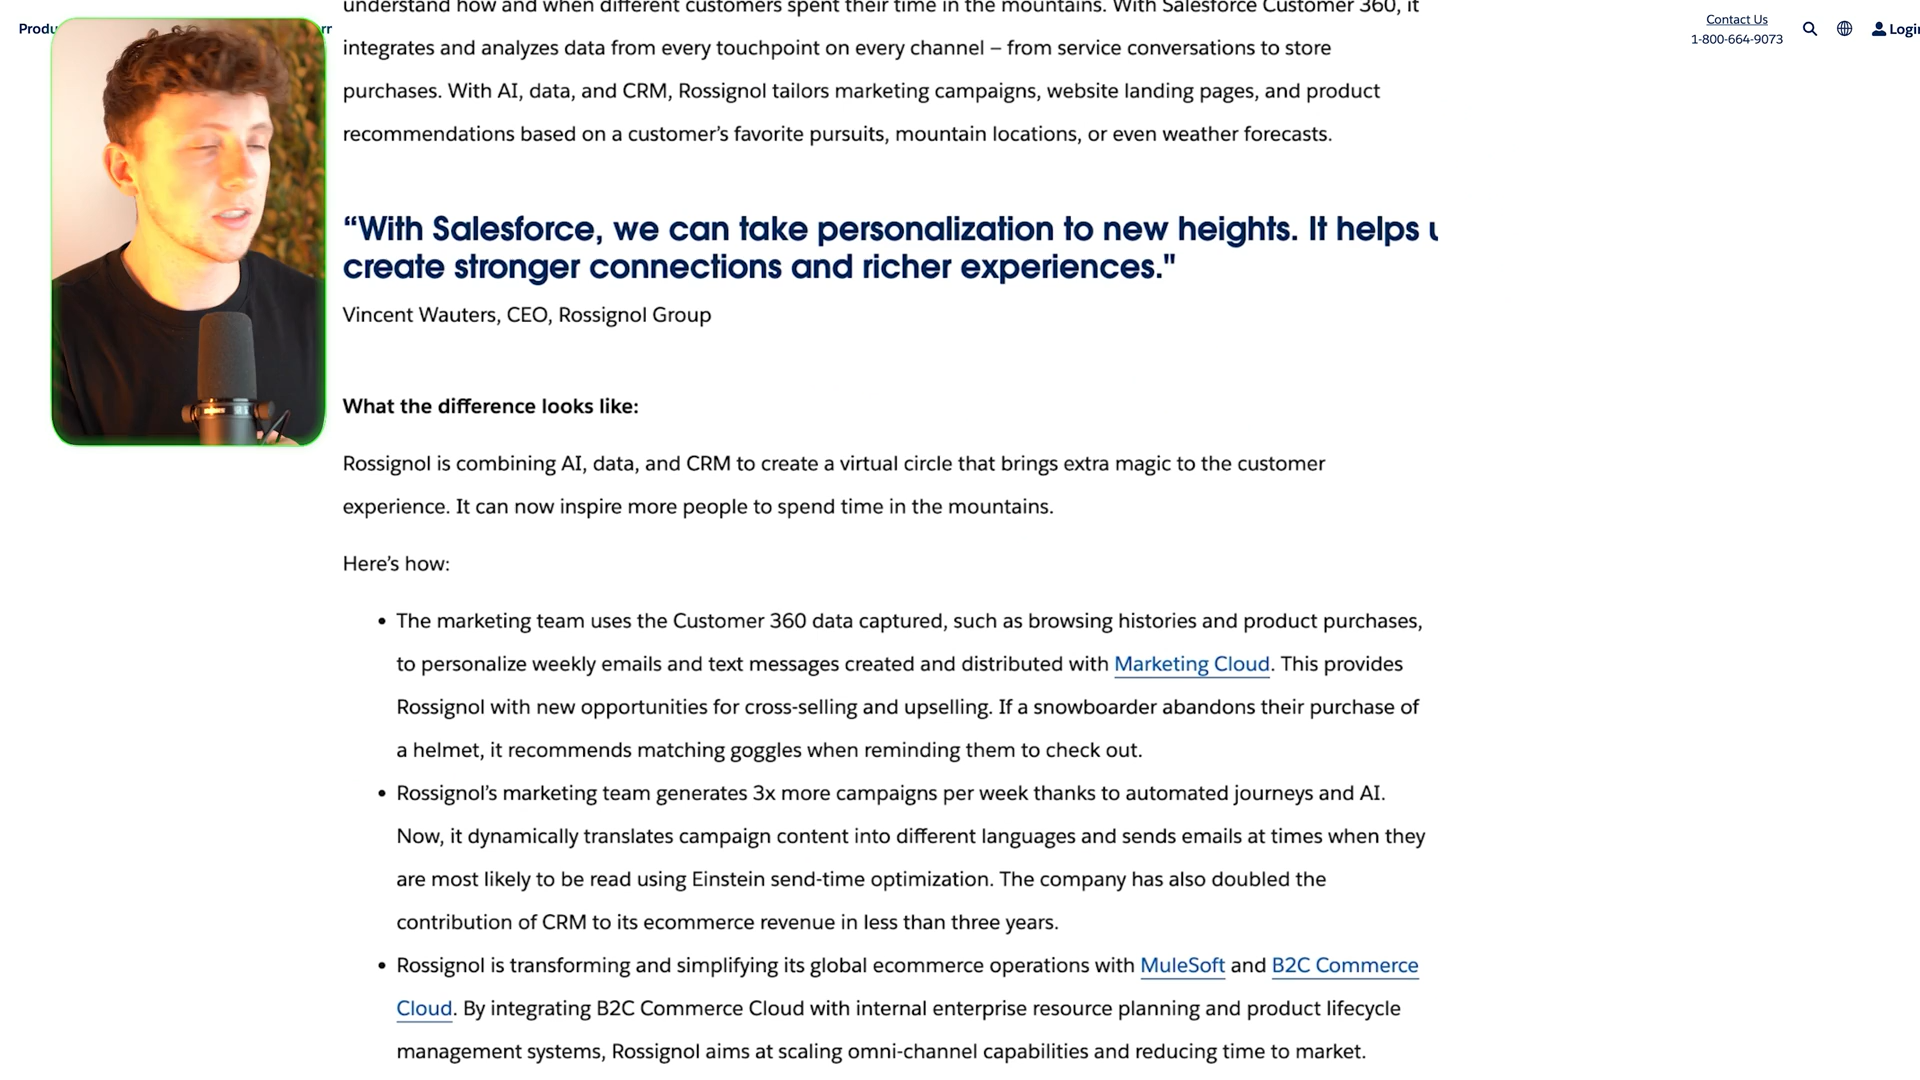 understand how and when different customers spent their time in the mountains. With Salesforce Customer 360, it
Contact Us
1-800-664-9073
Login
integrates and analyzes data from every touchpoint on every channel – from service conversations to store
purchases. With AI, data, and CRM, Rossignol tailors marketing campaigns, website landing pages, and product
recommendations based on a customer’s favorite pursuits, mountain locations, or even weather forecasts.
“With Salesforce, we can take personalization to new heights. It helps
create stronger connections and richer experiences."
Vincent Wauters, CEO, Rossignol Group
What the difference looks like:
Rossignol is combining AI, data, and CRM to create a virtual circle that brings extra magic to the customer
experience. It can now inspire more people to spend time in the mountains.
Here’s how:
• The marketing team uses the Customer 360 data captured, such as browsing histories and product purchases,
to personalize weekly emails and text messages created and distributed with Marketing Cloud. This provides
Rossignol with new opportunities for cross-selling and upselling. If a snowboarder abandons their purchase of
a helmet, it recommends matching goggles when reminding them to check out.
• Rossignol’s marketing team generates 3x more campaigns per week thanks to automated journeys and AI.
Now, it dynamically translates campaign content into different languages and sends emails at times when they
are most likely to be read using Einstein send-time optimization. The company has also doubled the
contribution of CRM to its ecommerce revenue in less than three years.
• Rossignol is transforming and simplifying its global ecommerce operations with MuleSoft and B2C Commerce
Cloud. By integrating B2C Commerce Cloud with internal enterprise resource planning and product lifecycle
management systems, Rossignol aims at scaling omni-channel capabilities and reducing time to market.